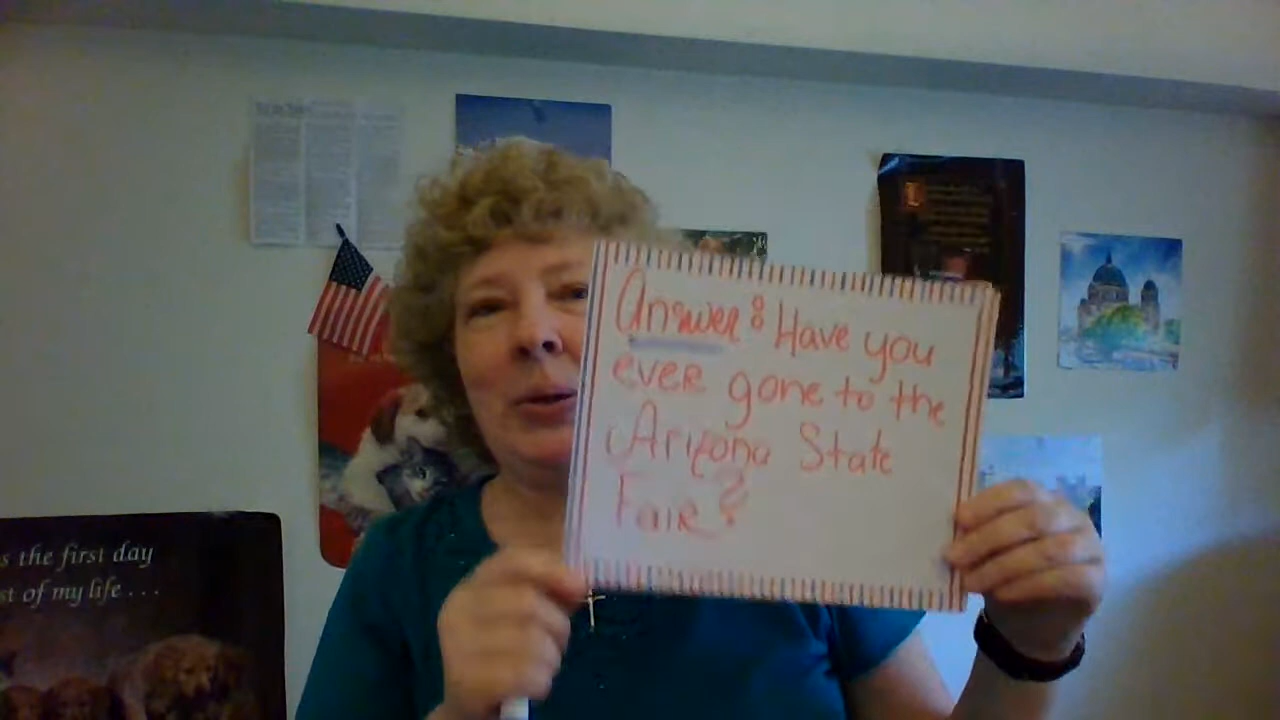 Answer: Have you
ever gone to the
Arizona State
Fair?
s the first day
st of my life . . .